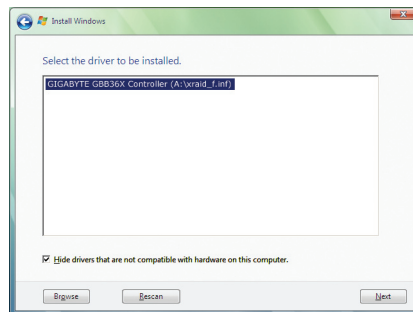 Install Windows
Select the driver to be installed.
GIGABYTE GBB36X Controller (A:\xraid_f.inf)
Hide drivers that are not compatible with hardware on this computer.
Browse
Rescan
Next